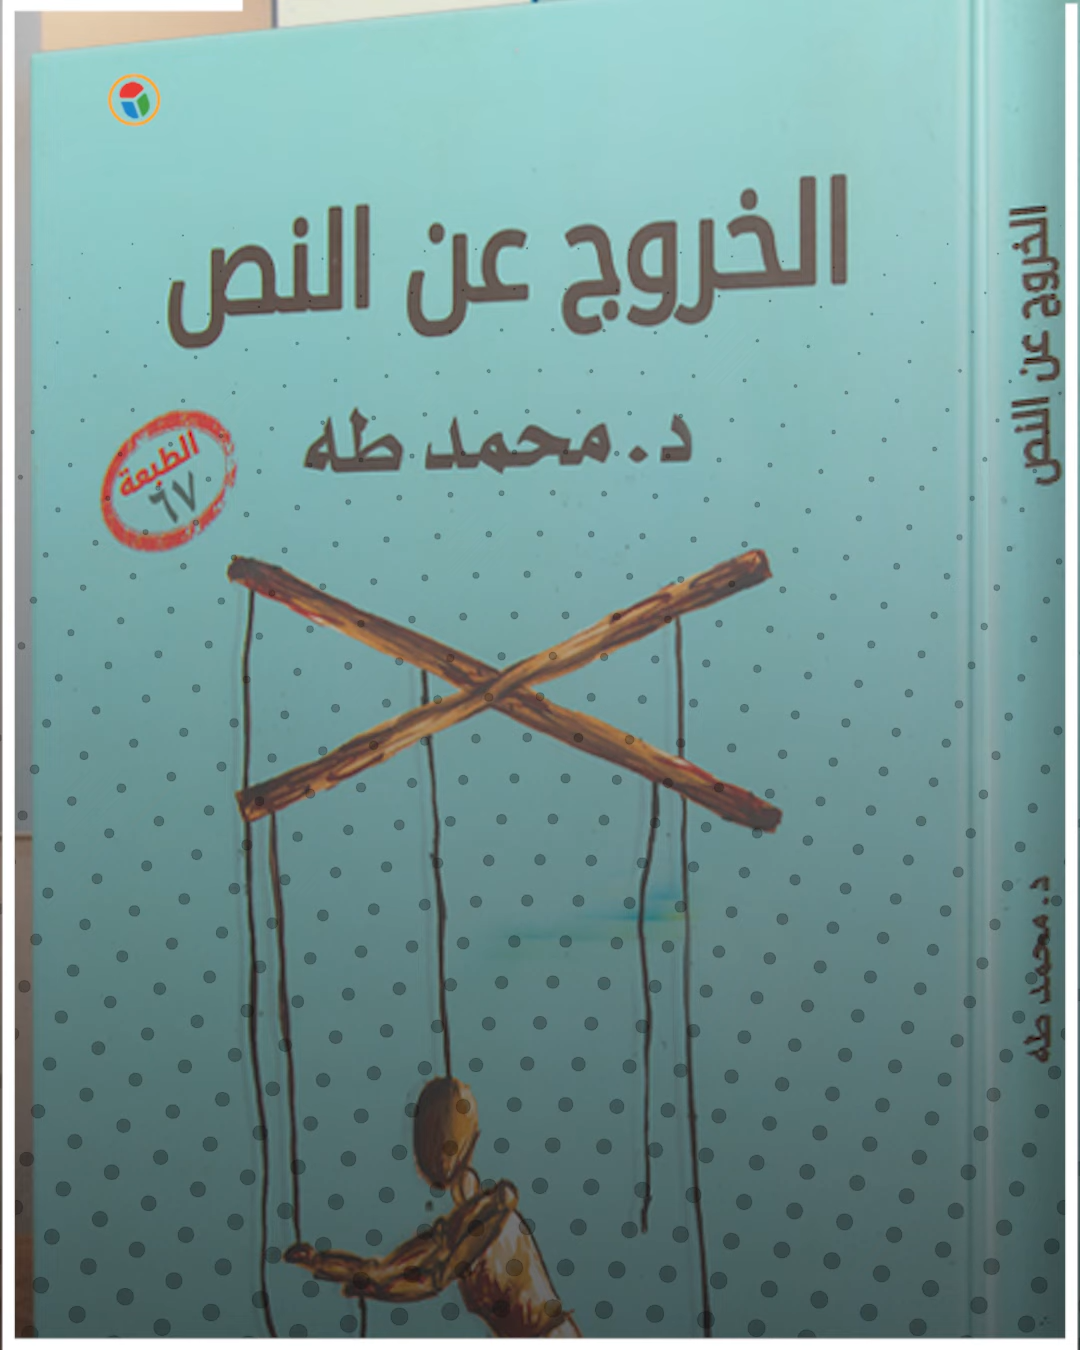 الخروج عن النص
د. محمد طه
الطبعة
٦٧
الخروج عن النص
د. محمد طه